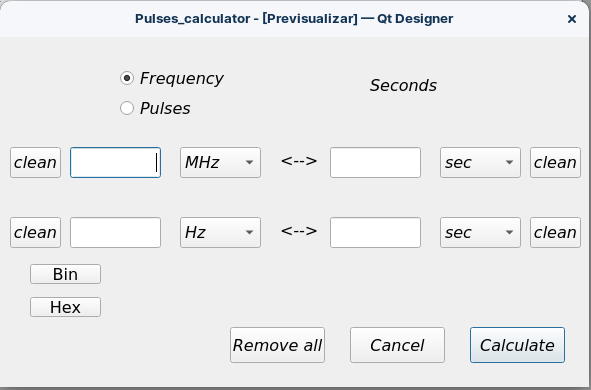 Pulses_calculator - [Previsualizar] — Qt Designer
Frequency
Seconds
Pulses
clean MHz <--> sec clean
clean Hz <--> sec clean
Bin
Hex
Remove all Cancel Calculate